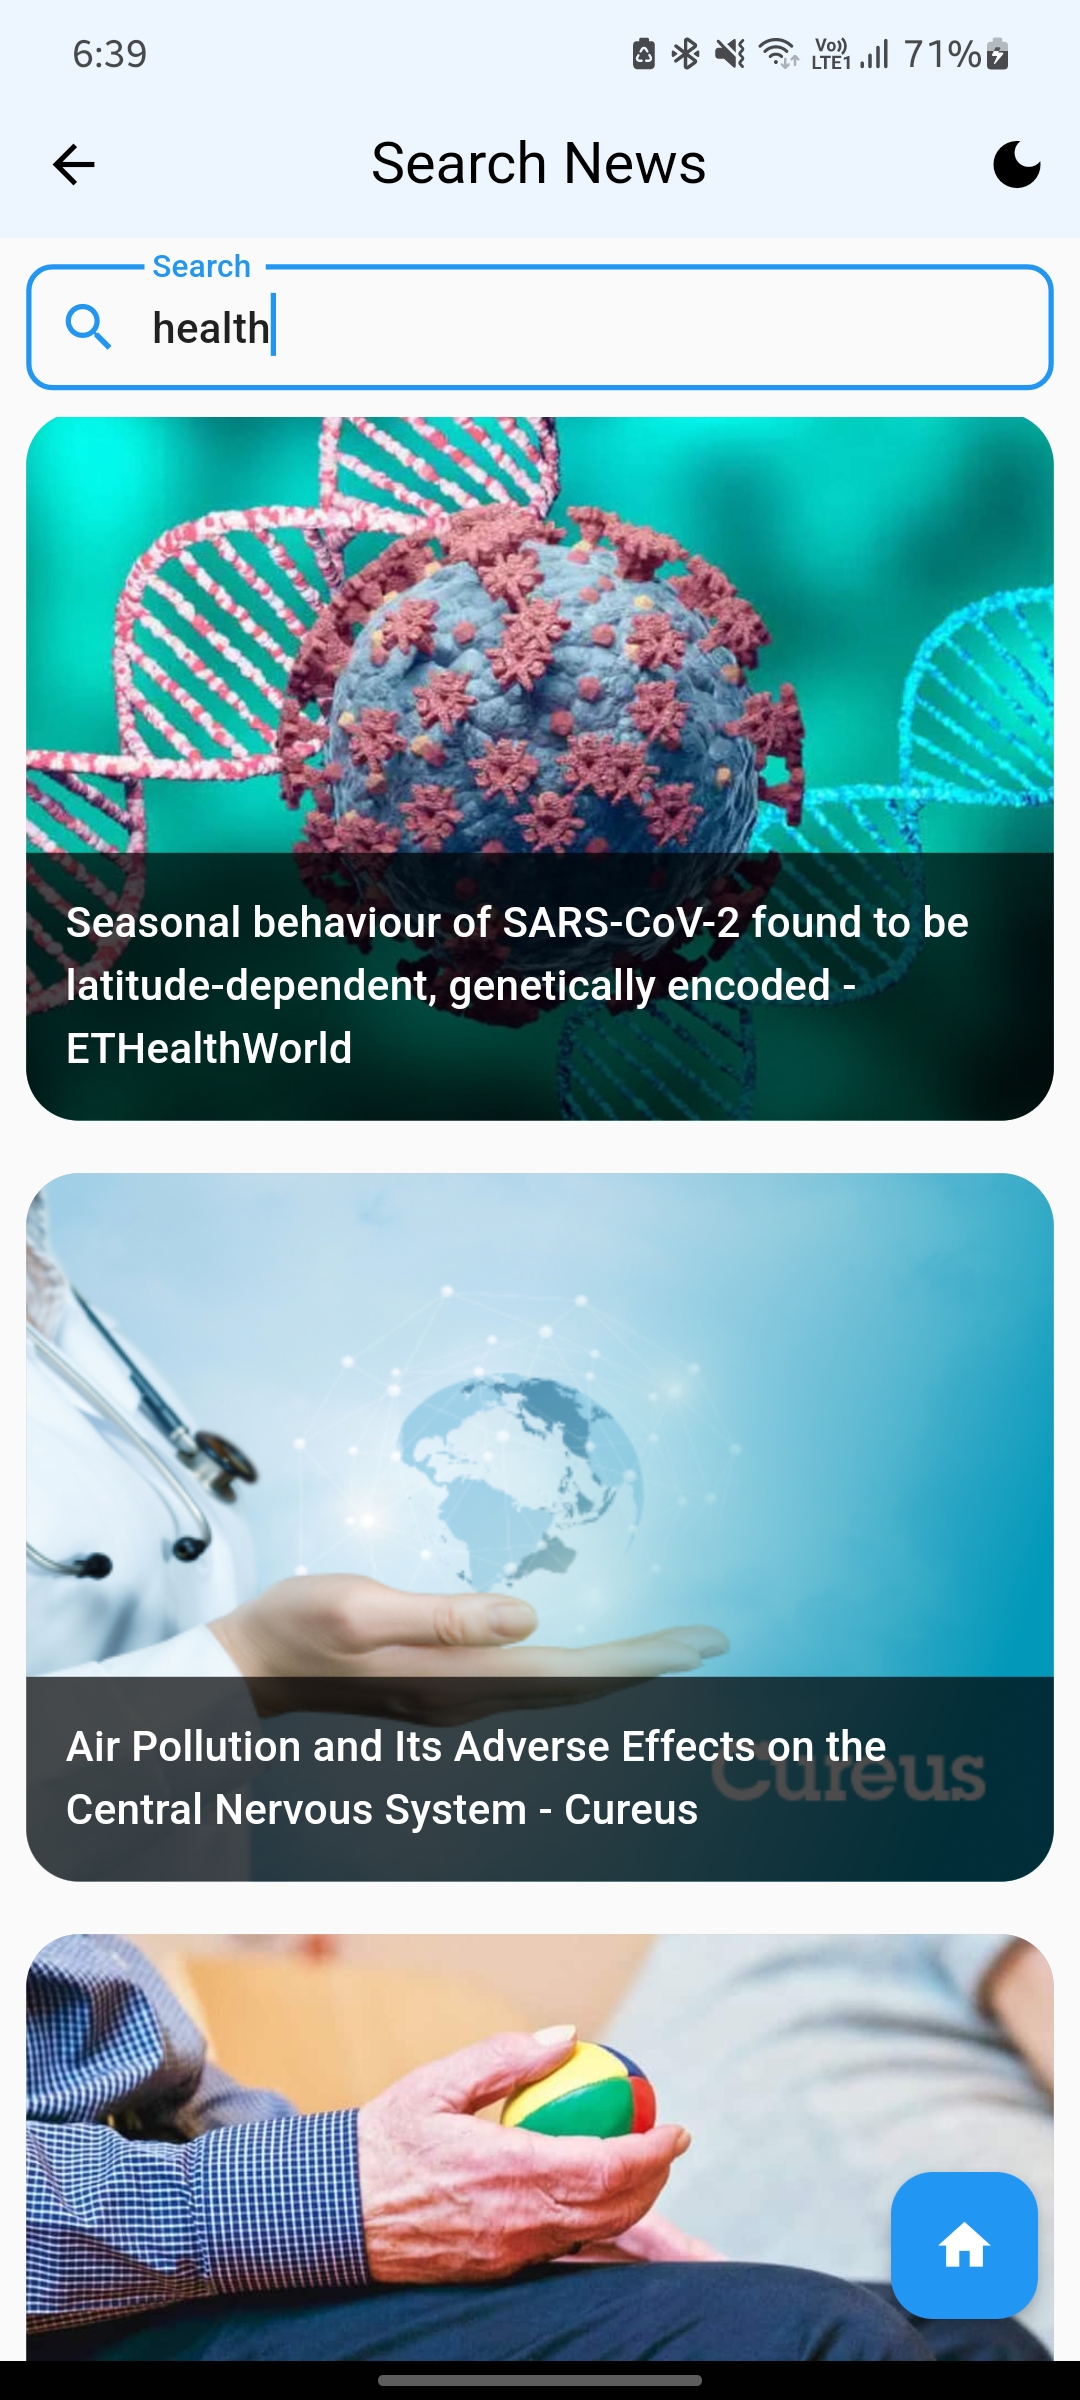 6:39
Vo)) LTE1 71%
Search News
Search
health
Seasonal behaviour of SARS-CoV-2 found to be
latitude-dependent, genetically encoded -
ETHealthWorld
Air Pollution and Its Adverse Effects on the
Central Nervous System - Cureus
Cureus